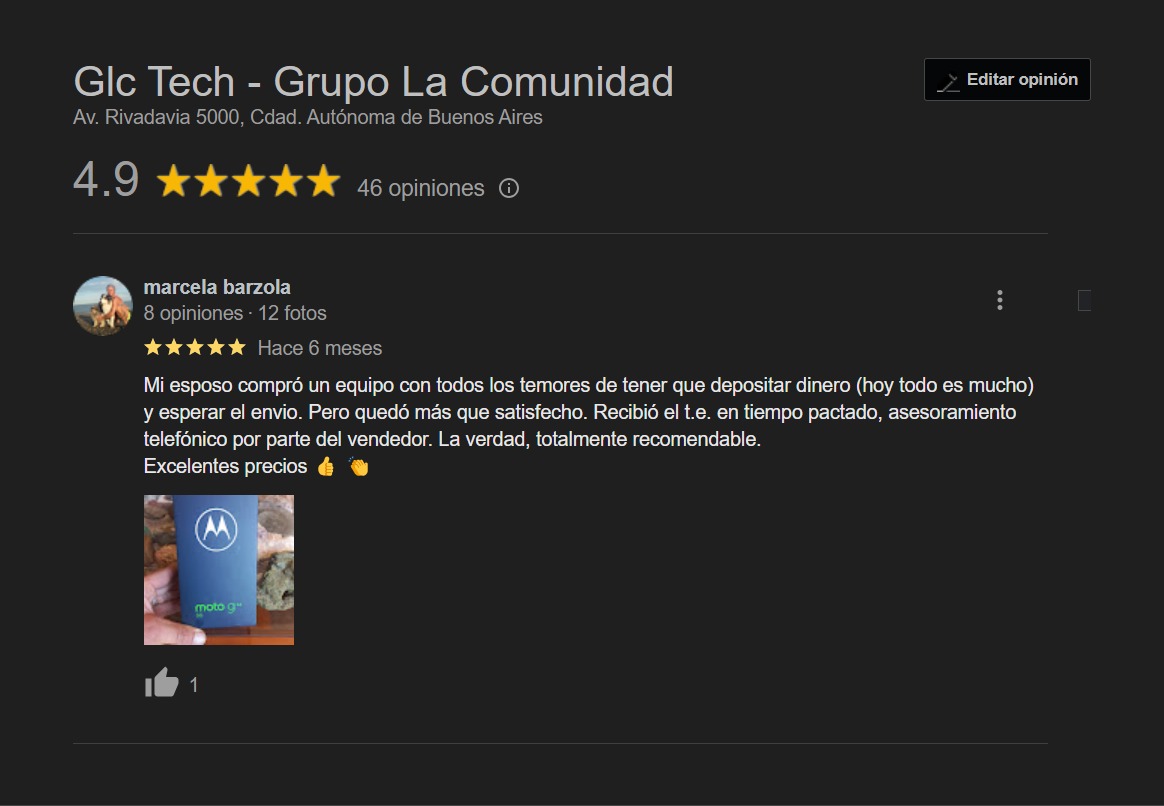 Glc Tech - Grupo La Comunidad
Editar opinión
Av. Rivadavia 5000, Cdad. Autónoma de Buenos Aires
4.9 46 opiniones
marcela barzola
8 opiniones · 12 fotos
Hace 6 meses
Mi esposo compró un equipo con todos los temores de tener que depositar dinero (hoy todo es mucho)
y esperar el envio. Pero quedó más que satisfecho. Recibió el t.e. en tiempo pactado, asesoramiento
telefónico por parte del vendedor. La verdad, totalmente recomendable.
Excelentes precios 👍 👏
moto g
1